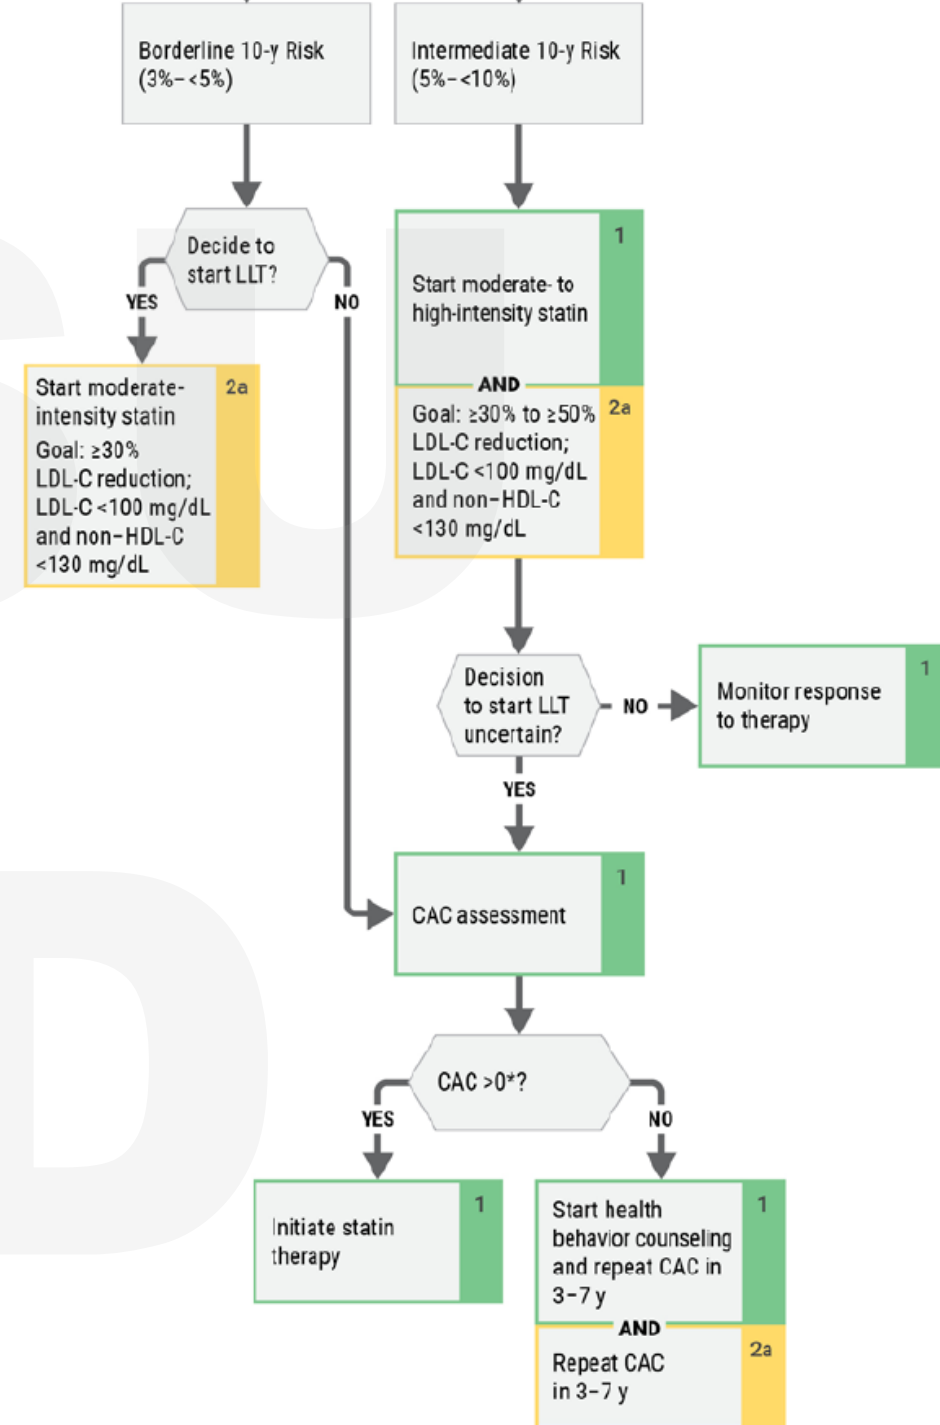 Borderline 10-y Risk
(3%–<5%)
Intermediate 10-y Risk
(5%–<10%)
Decide to
start LLT?
YES
NO
1
Start moderate- to
high-intensity statin
AND
Start moderate-
intensity statin
Goal: ≥30%
LDL-C reduction;
LDL-C <100 mg/dL
and non–HDL-C
<130 mg/dL
2a
Goal: ≥30% to ≥50%
LDL-C reduction;
LDL-C <100 mg/dL
and non–HDL-C
<130 mg/dL
2a
Decision
to start LLT
uncertain?
NO
Monitor response
to therapy
1
YES
CAC assessment
1
CAC >0*?
YES
NO
Initiate statin
therapy
1
Start health
behavior counseling
and repeat CAC in
3–7 y
1
AND
Repeat CAC
in 3–7 y
2a